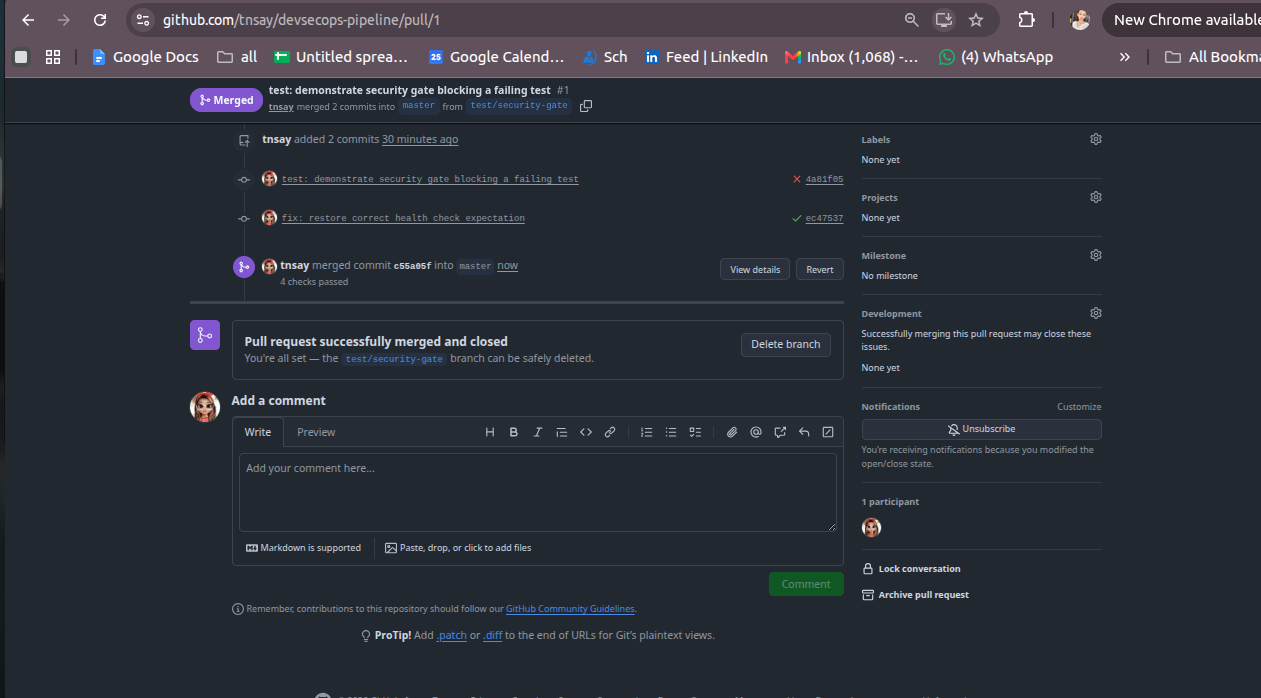 github.com/tnsay/devsecops-pipeline/pull/1
New Chrome available
Google Docs
all
Untitled sprea...
25 Google Calend...
Sch
in Feed | LinkedIn
Inbox (1,068) -...
(4) WhatsApp
»
All Bookma
Merged
test: demonstrate security gate blocking a failing test #1
tnsay merged 2 commits into master from test/security-gate
tnsay added 2 commits 30 minutes ago
test: demonstrate security gate blocking a failing test 4a81f05
fix: restore correct health check expectation ec47537
tnsay merged commit c55a05f into master now
4 checks passed
View details
Revert
Pull request successfully merged and closed
You're all set — the test/security-gate branch can be safely deleted.
Delete branch
Add a comment
Write
Preview
H B I
Add your comment here...
Markdown is supported
Paste, drop, or click to add files
Comment
Remember, contributions to this repository should follow our GitHub Community Guidelines.
ProTip! Add .patch or .diff to the end of URLs for Git's plaintext views.
Labels
None yet
Projects
None yet
Milestone
No milestone
Development
Successfully merging this pull request may close these
issues.
None yet
Notifications
Customize
Unsubscribe
You're receiving notifications because you modified the
open/close state.
1 participant
Lock conversation
Archive pull request